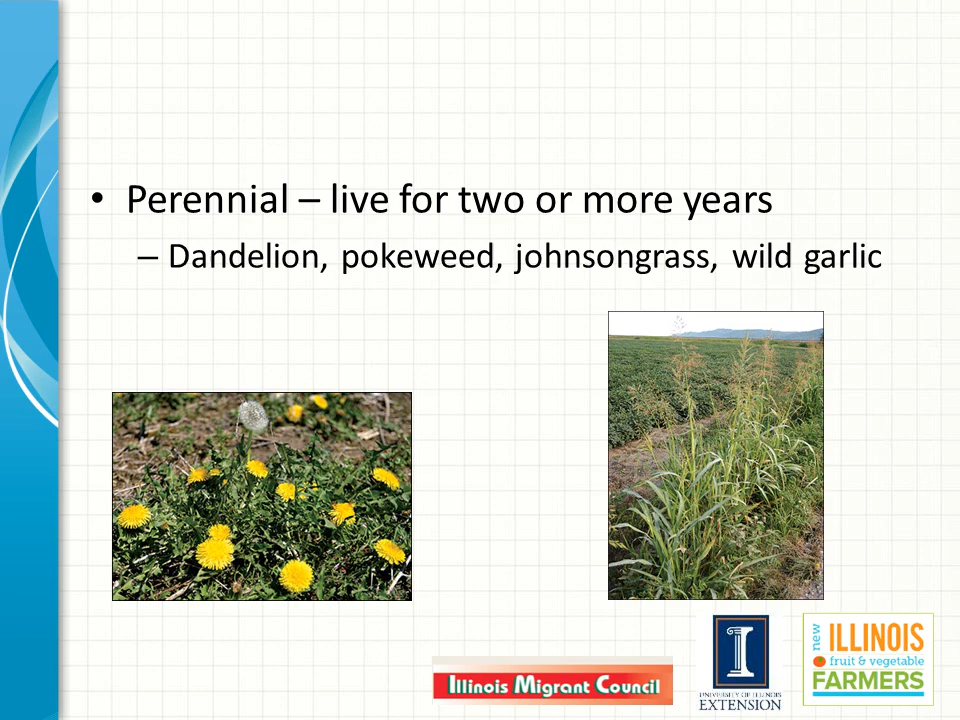 • Perennial – live for two or more years
– Dandelion, pokeweed, johnsongrass, wild garlic
Illinois Migrant Council
I
UNIVERSITY OF ILLINOIS
EXTENSION
new
ILLINOIS
fruit & vegetable
FARMERS